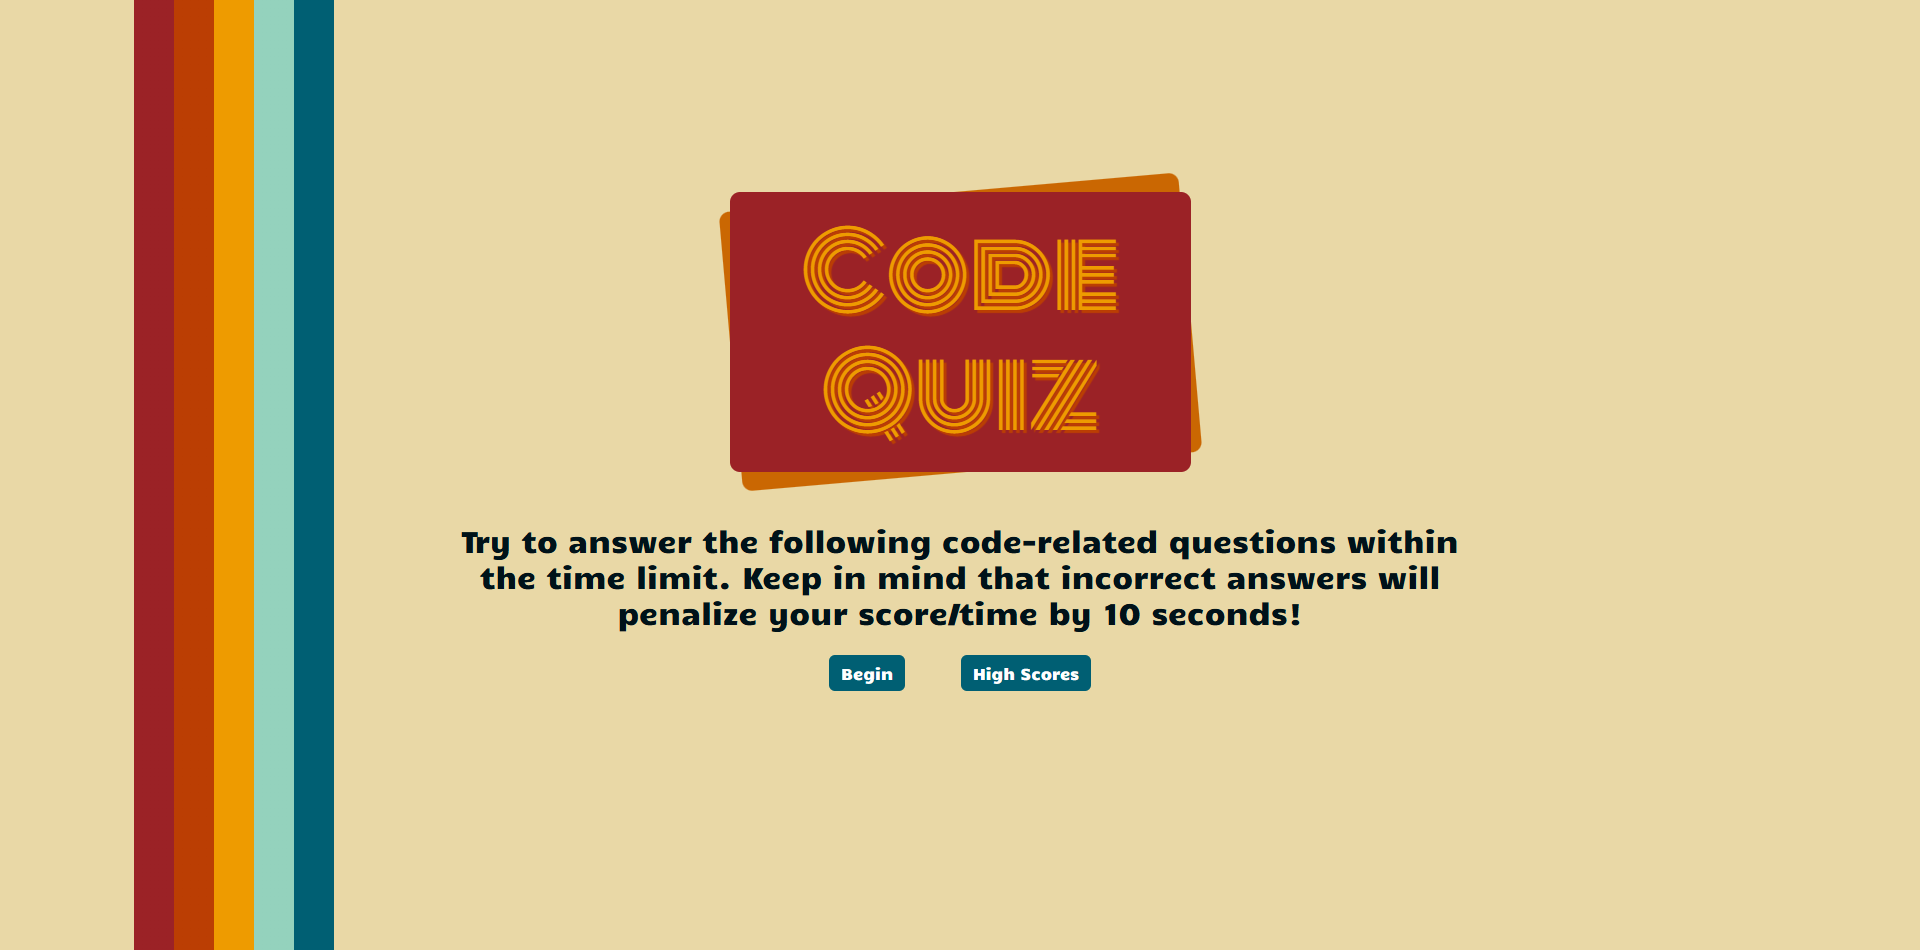 Code
Quiz
Try to answer the following code-related questions within
the time limit. Keep in mind that incorrect answers will
penalize your score/time by 10 seconds!
Begin High Scores